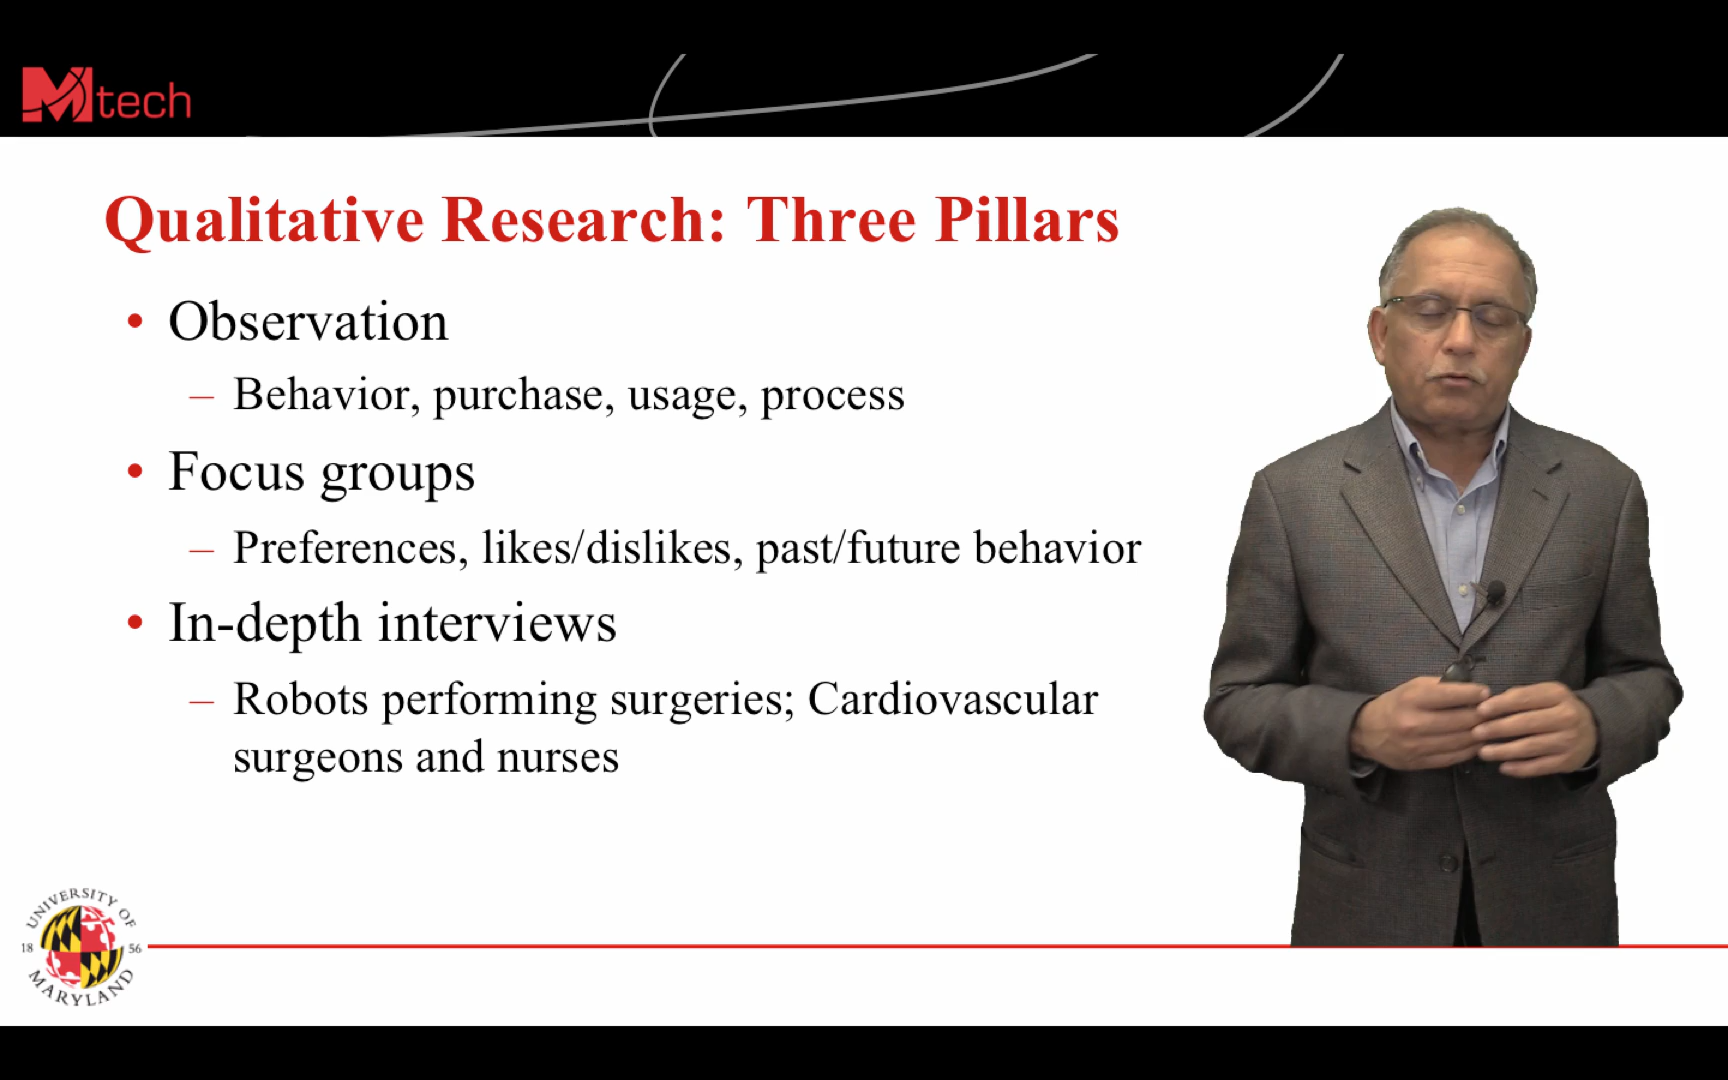 Mtech
Qualitative Research: Three Pillars
• Observation
– Behavior, purchase, usage, process
• Focus groups
– Preferences, likes/dislikes, past/future behavior
• In-depth interviews
– Robots performing surgeries; Cardiovascular
surgeons and nurses
UNIVERSITY OF
18 56
MARYLAND